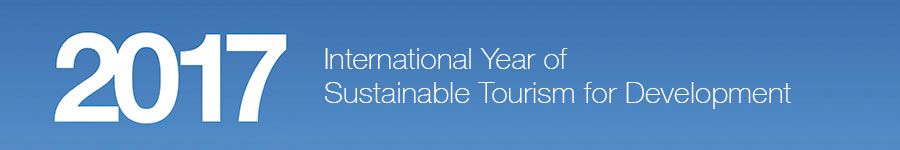 2017
International Year of
Sustainable Tourism for Development